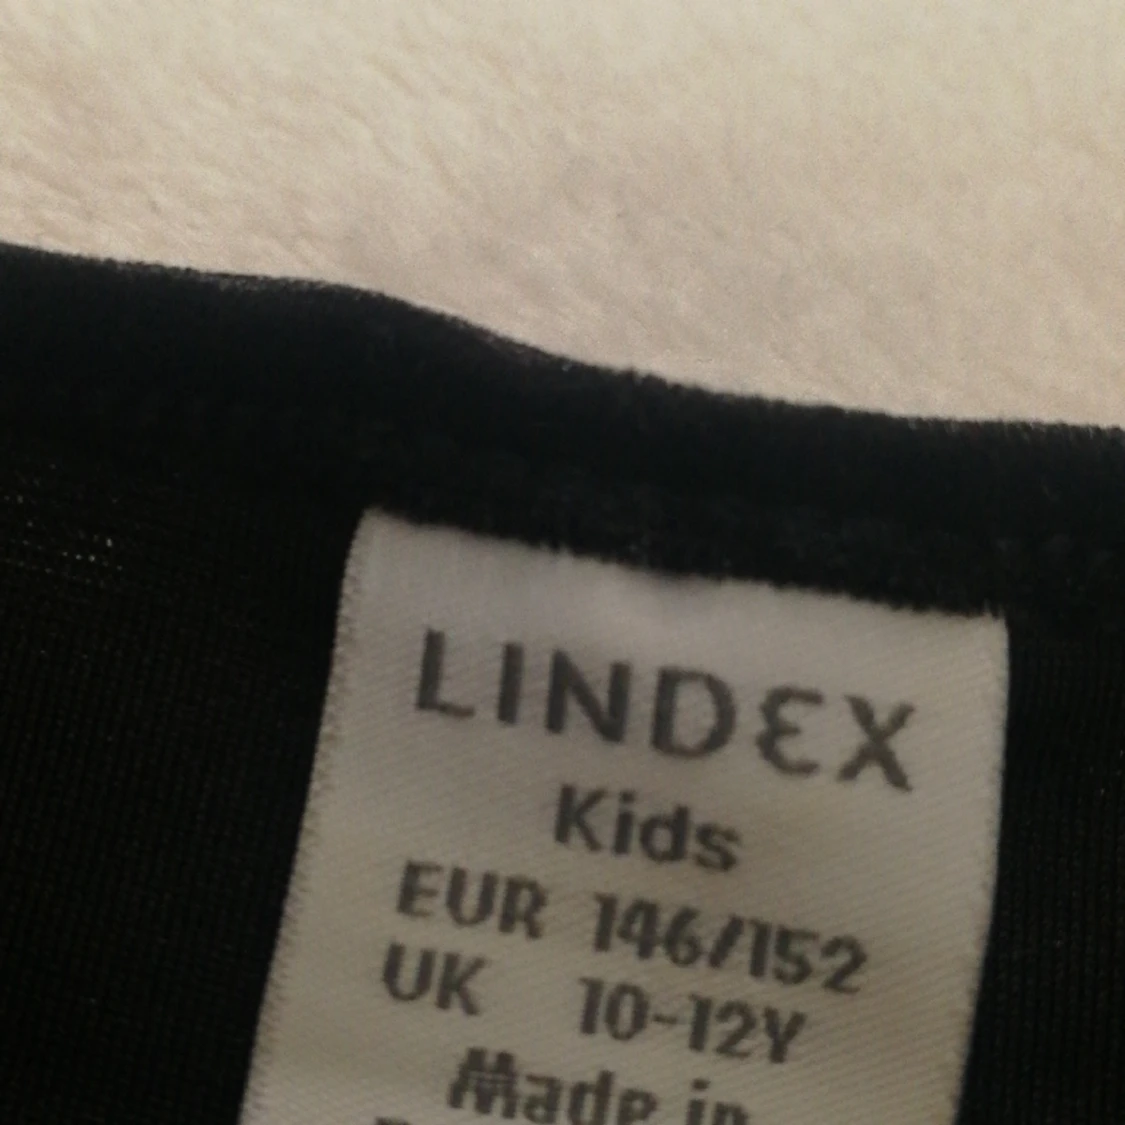 LINDEX
Kids
EUR 146/152
UK 10-12Y
Made in